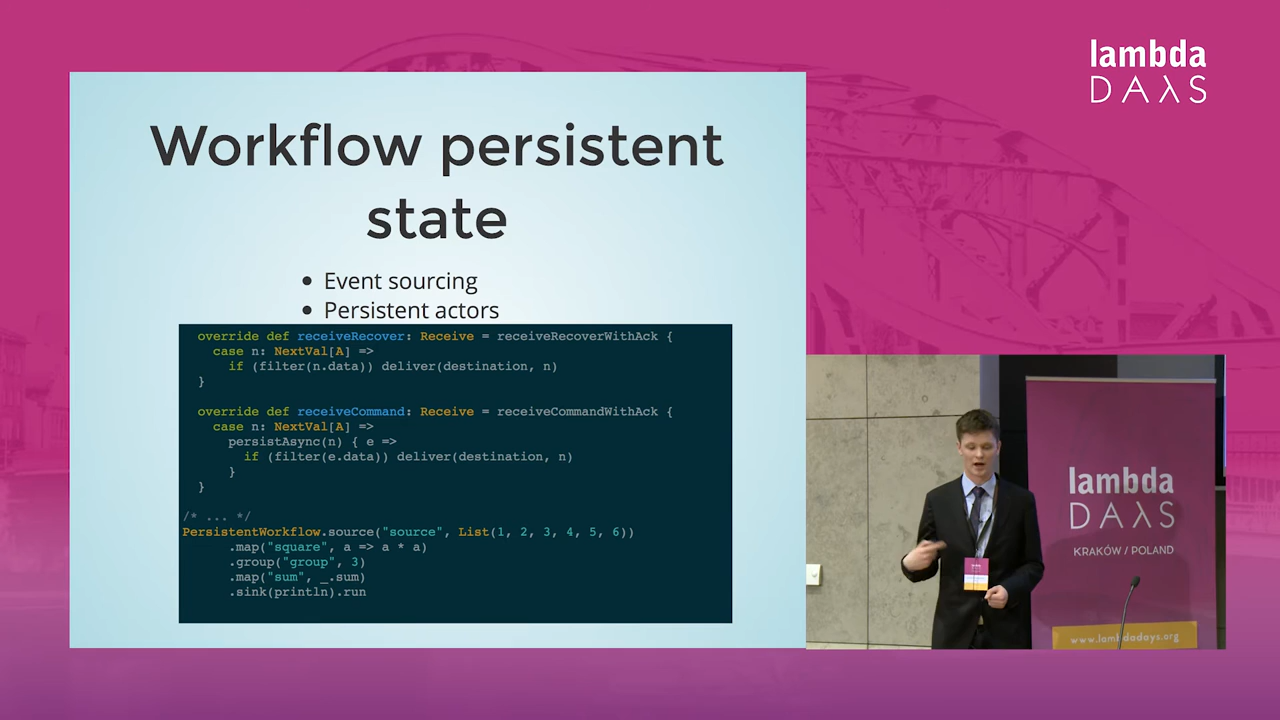 lambda
DAλS
Workflow persistent
state
• Event sourcing
• Persistent actors
override def receiveRecover: Receive = receiveRecoverWithAck {
case n: NextVal[A] =>
if (filter(n.data)) deliver(destination, n)
}
override def receiveCommand: Receive = receiveCommandWithAck {
case n: NextVal[A] =>
persistAsync(n) { e =>
if (filter(e.data)) deliver(destination, n)
}
}
/* ... */
PersistentWorkflow.source("source", List(1, 2, 3, 4, 5, 6))
.map("square", a => a * a)
.group("group", 3)
.map("sum", _.sum)
.sink(println).run
lambda
DAλS
KRAKÓW / POLAND
www.lambdadays.org